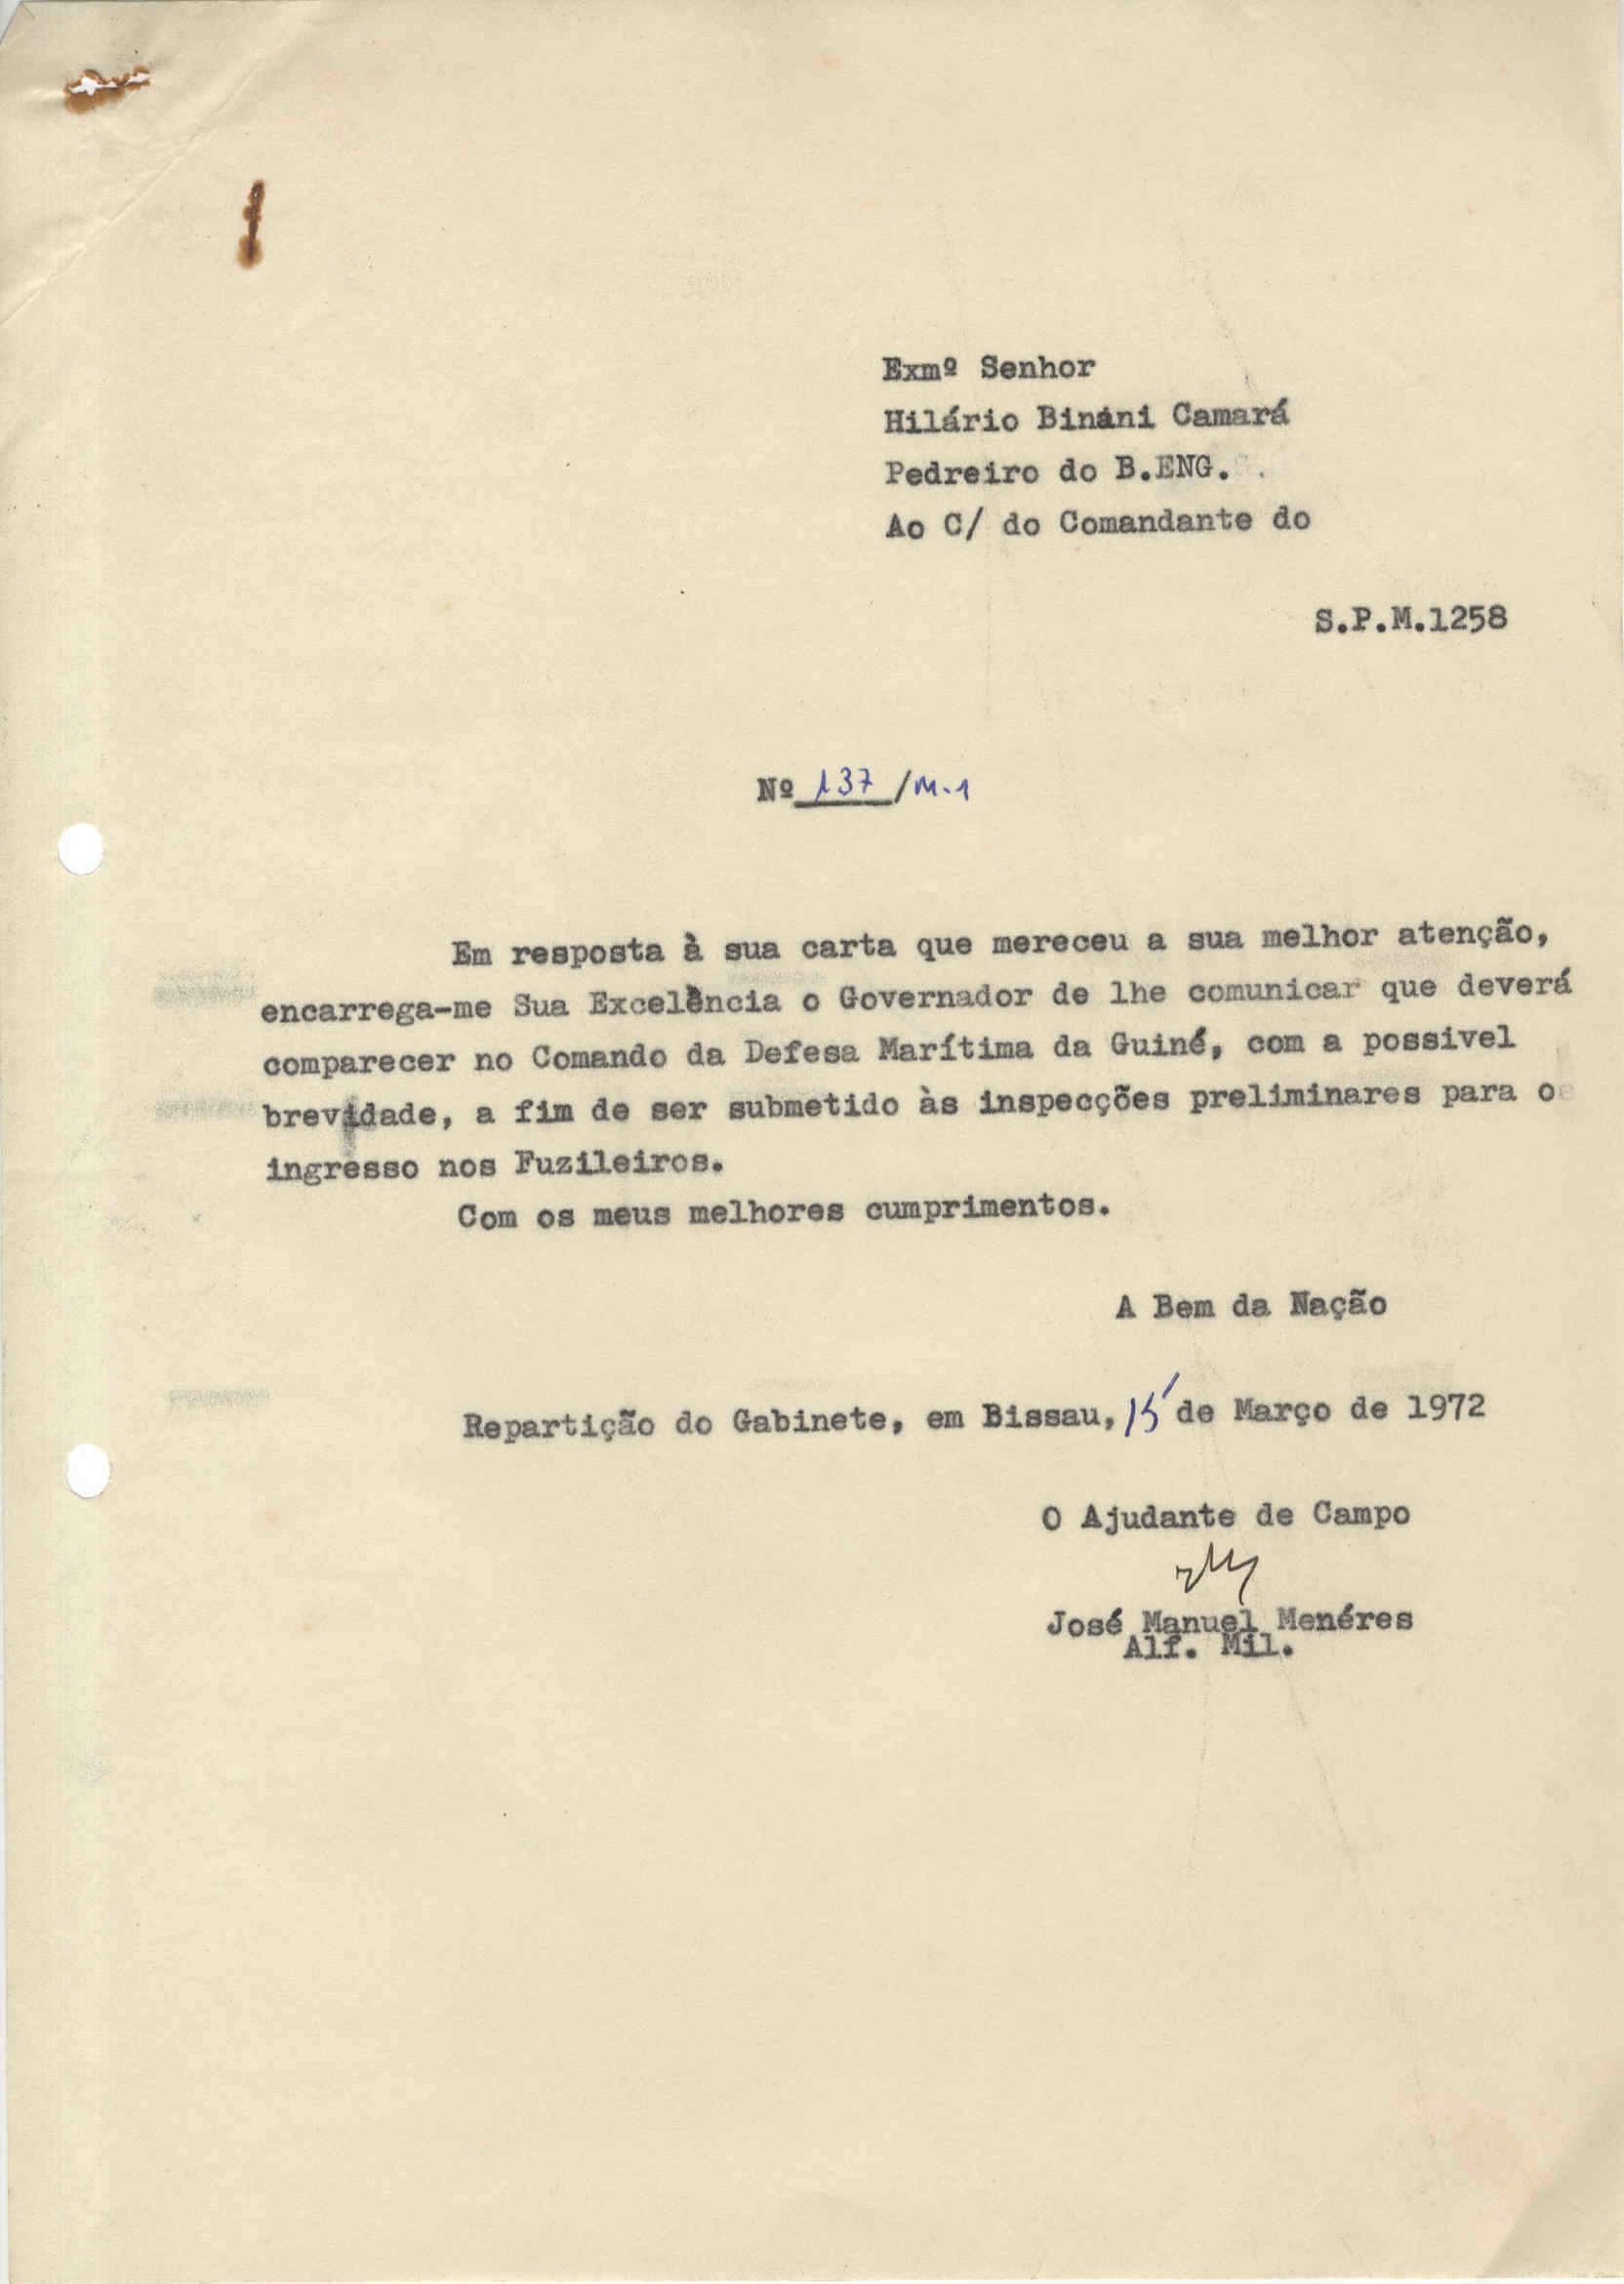 Exmº Senhor
Hilário Bináni Camará
Pedreiro do B.ENG.
Ao C/ do Comandante do
S.P.M.1258
Nº 137/M.1
Em resposta à sua carta que mereceu a sua melhor atenção,
encarrega-me Sua Excelência o Governador de lhe comunicar que deverá
comparecer no Comando da Defesa Marítima da Guiné, com a possivel
brevidade, a fim de ser submetido às inspecções preliminares para o
ingresso nos Fuzileiros.
Com os meus melhores cumprimentos.
A Bem da Nação
Repartição do Gabinete, em Bissau, 15 de Março de 1972
O Ajudante de Campo
José Manuel Menéres
Alf. Mil.